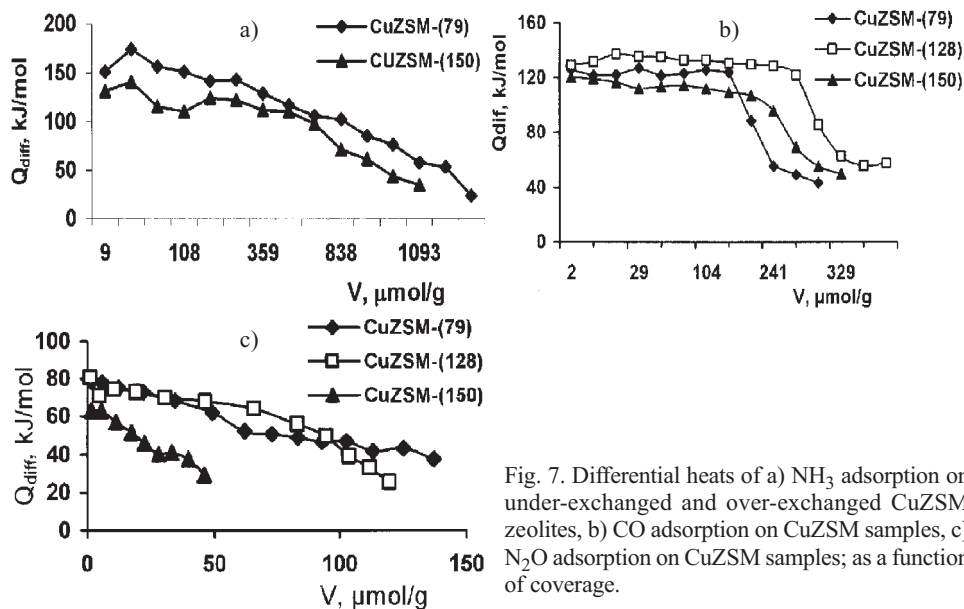 200
150
100
50
0
Q_diff, kJ/mol
a)
CuZSM-(79)
CUZSM-(150)
9 108 359 838 1093
V, μmol/g
160
120
80
40
0
Qdif, kJ/mol
b)
CuZSM-(79)
CuZSM-(128)
CuZSM-(150)
2 29 104 241 329
V, μmol/g
100
80
60
40
20
0
Q_diff, kJ/mol
c)
CuZSM-(79)
CuZSM-(128)
CuZSM-(150)
0 50 100 150
V, μmol/g
Fig. 7. Differential heats of a) NH₃ adsorption on
under-exchanged and over-exchanged CuZSM
zeolites, b) CO adsorption on CuZSM samples, c)
N₂O adsorption on CuZSM samples; as a function
of coverage.